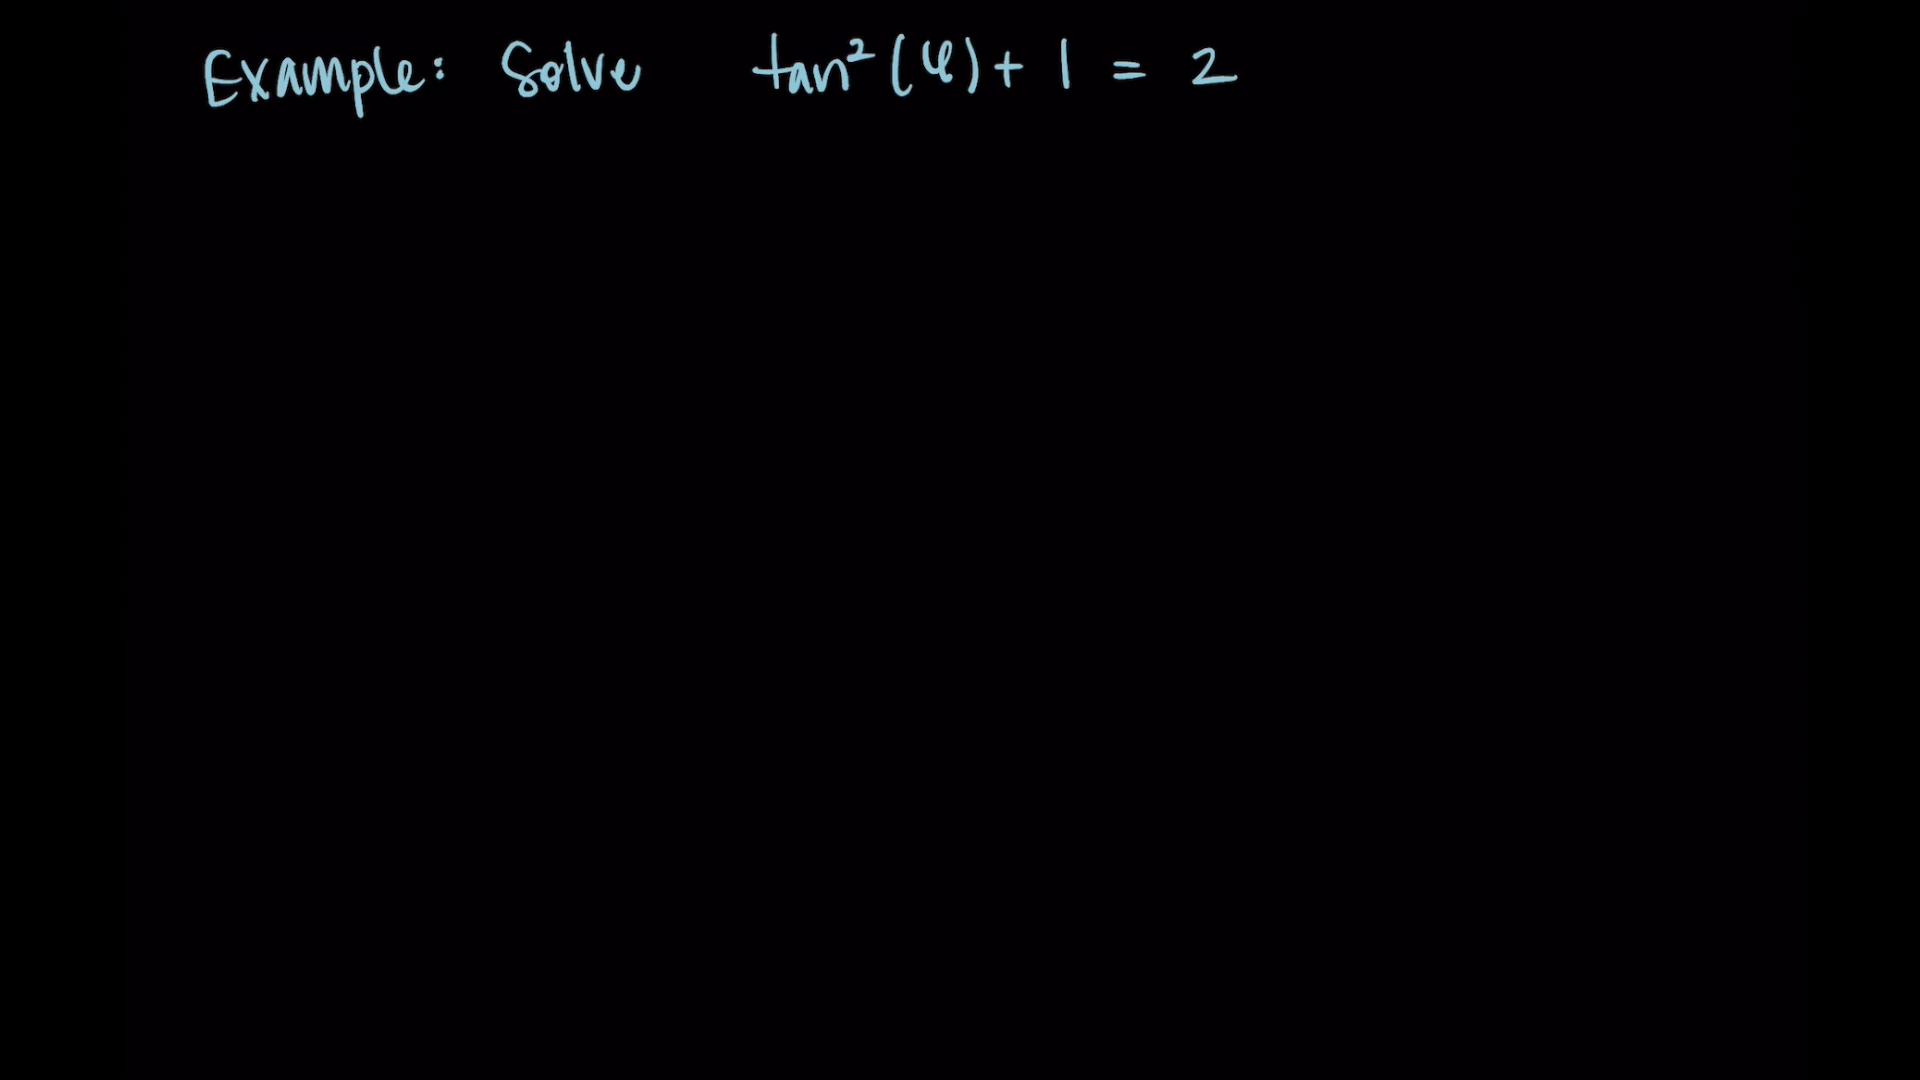 Example: Solve tan²(φ) + 1 = 2